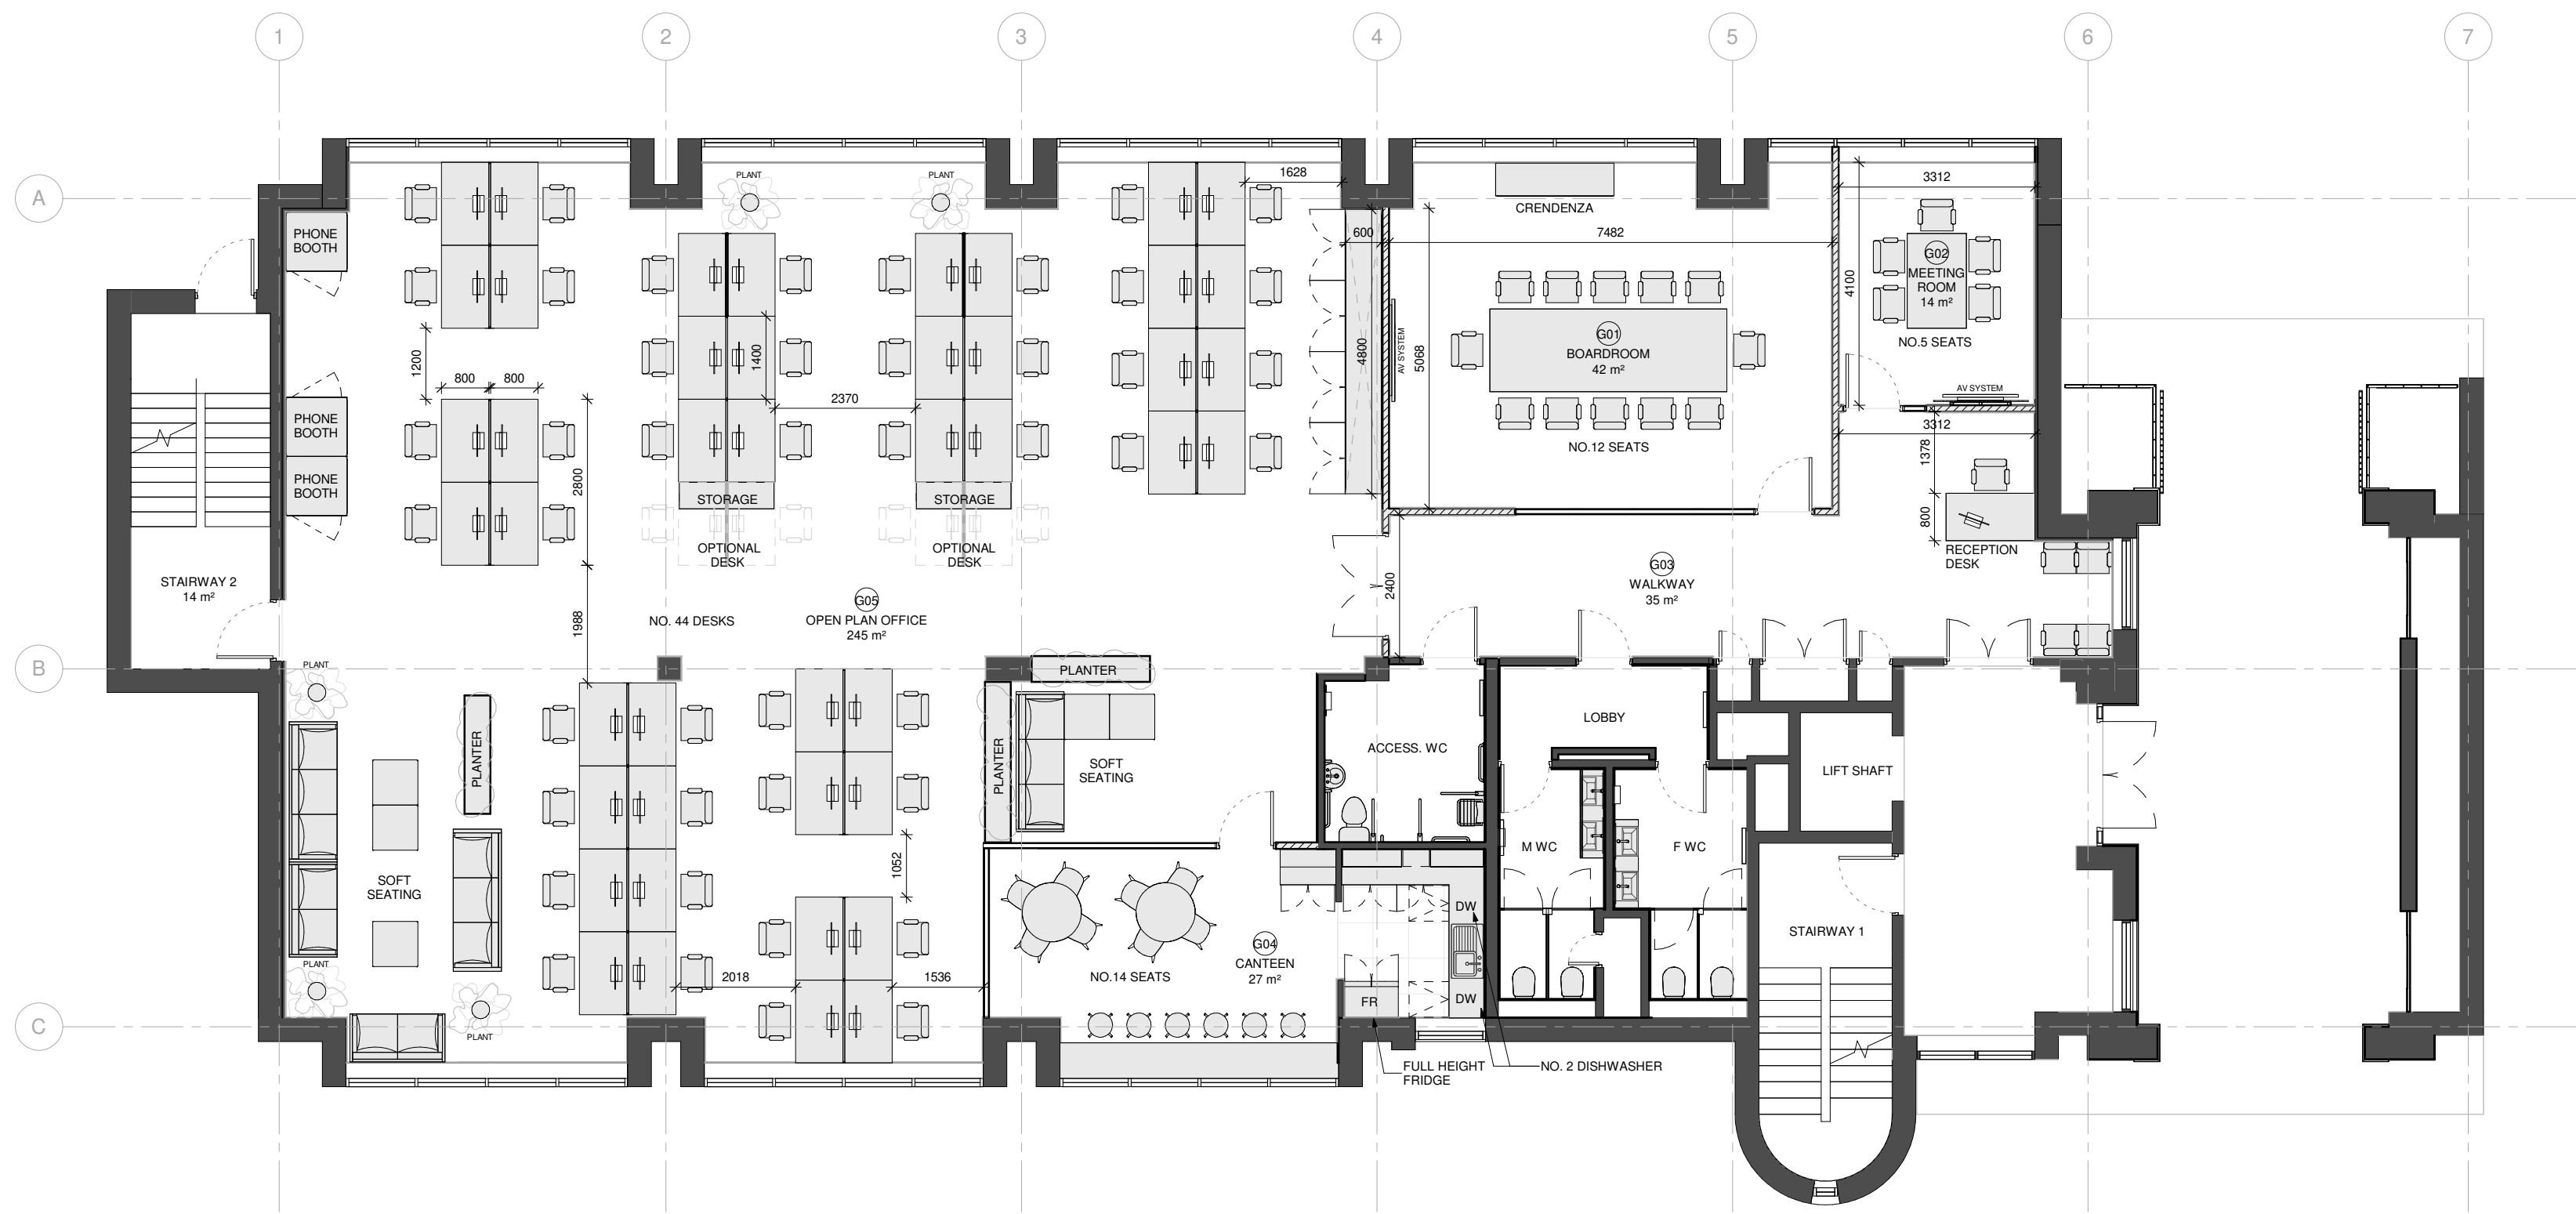 1
2
3
4
5
6
7
A
B
C
PLANT
PLANT
1628
3312
CRENDENZA
PHONE
BOOTH
600
7482
G02
MEETING
ROOM
14 m²
4100
NO.5 SEATS
G01
BOARDROOM
42 m²
4800
AV SYSTEM
5068
1200
1400
800
800
2370
AV SYSTEM
PHONE
BOOTH
3312
1378
NO.12 SEATS
PHONE
BOOTH
2800
STORAGE
STORAGE
800
OPTIONAL
DESK
OPTIONAL
DESK
RECEPTION
DESK
STAIRWAY 2
14 m²
G03
WALKWAY
35 m²
2400
G05
OPEN PLAN OFFICE
245 m²
NO. 44 DESKS
1988
PLANT
PLANTER
LOBBY
PLANTER
PLANTER
SOFT
SEATING
ACCESS. WC
LIFT SHAFT
1052
M WC
F WC
SOFT
SEATING
DW
STAIRWAY 1
G04
CANTEEN
27 m²
PLANT
2018
1536
NO.14 SEATS
FR
DW
PLANT
FULL HEIGHT
FRIDGE
NO. 2 DISHWASHER